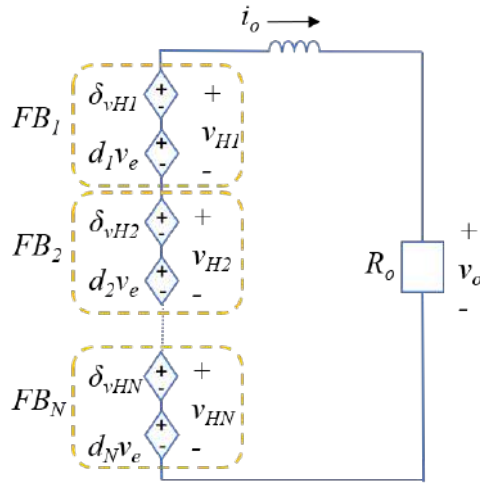 i_o
FB_1
δ_vH1
+
-
+
v_H1
-
d_1v_e
+
-
FB_2
δ_vH2
+
-
+
v_H2
-
d_2v_e
+
-
R_o
+
v_o
-
FB_N
δ_vHN
+
-
+
v_HN
-
d_Nv_e
+
-